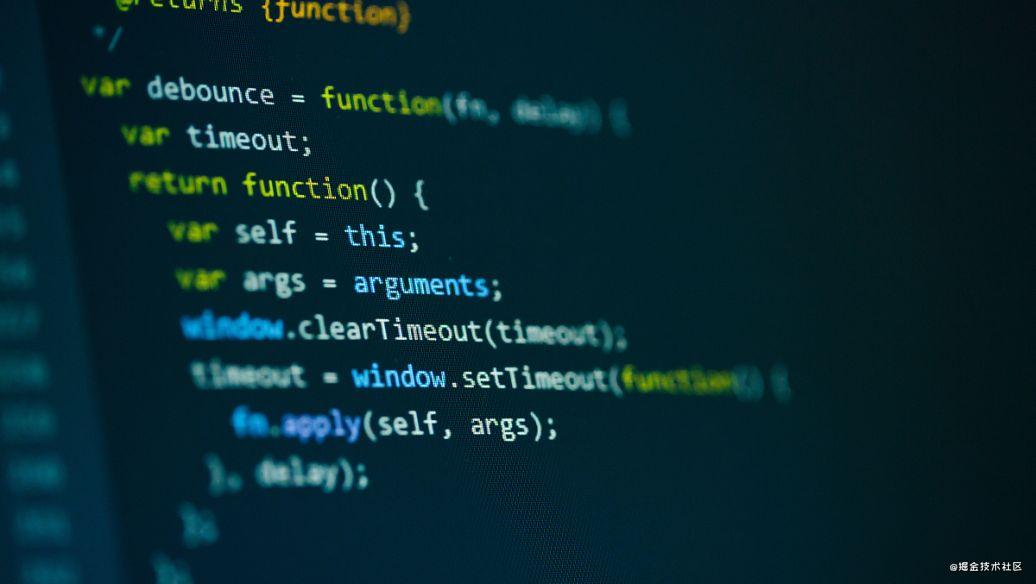 @returns {function}
*/
var debounce = function(fn, delay) {
var timeout;
return function() {
var self = this;
var args = arguments;
window.clearTimeout(timeout);
timeout = window.setTimeout(function() {
fn.apply(self, args);
}, delay);
};
};
@掘金技术社区